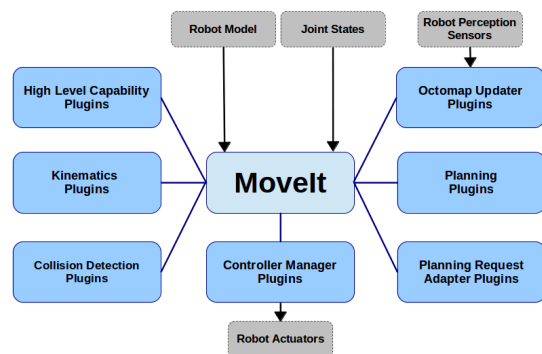 Robot Model
Joint States
Robot Perception
Sensors
High Level Capability
Plugins
Octomap Updater
Plugins
Kinematics
Plugins
MoveIt
Planning
Plugins
Collision Detection
Plugins
Controller Manager
Plugins
Planning Request
Adapter Plugins
Robot Actuators